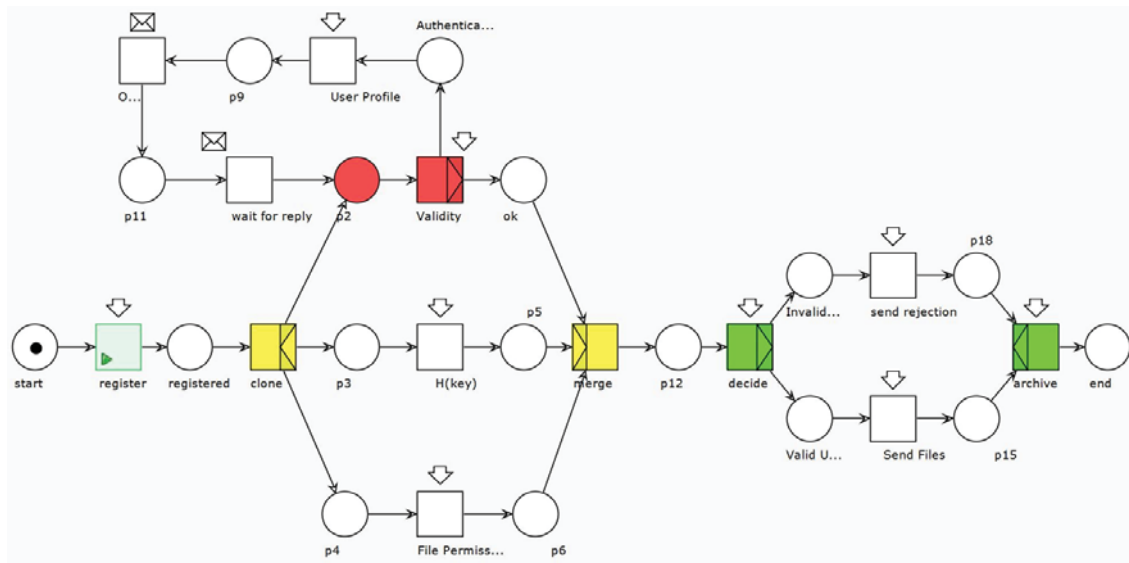 Authentica...
O...
p9
User Profile
p11
wait for reply
p2
Validity
ok
p18
Invalid...
send rejection
p5
start
register
registered
clone
p3
H(key)
merge
p12
decide
archive
end
Valid U...
Send Files
p15
p4
File Permiss...
p6